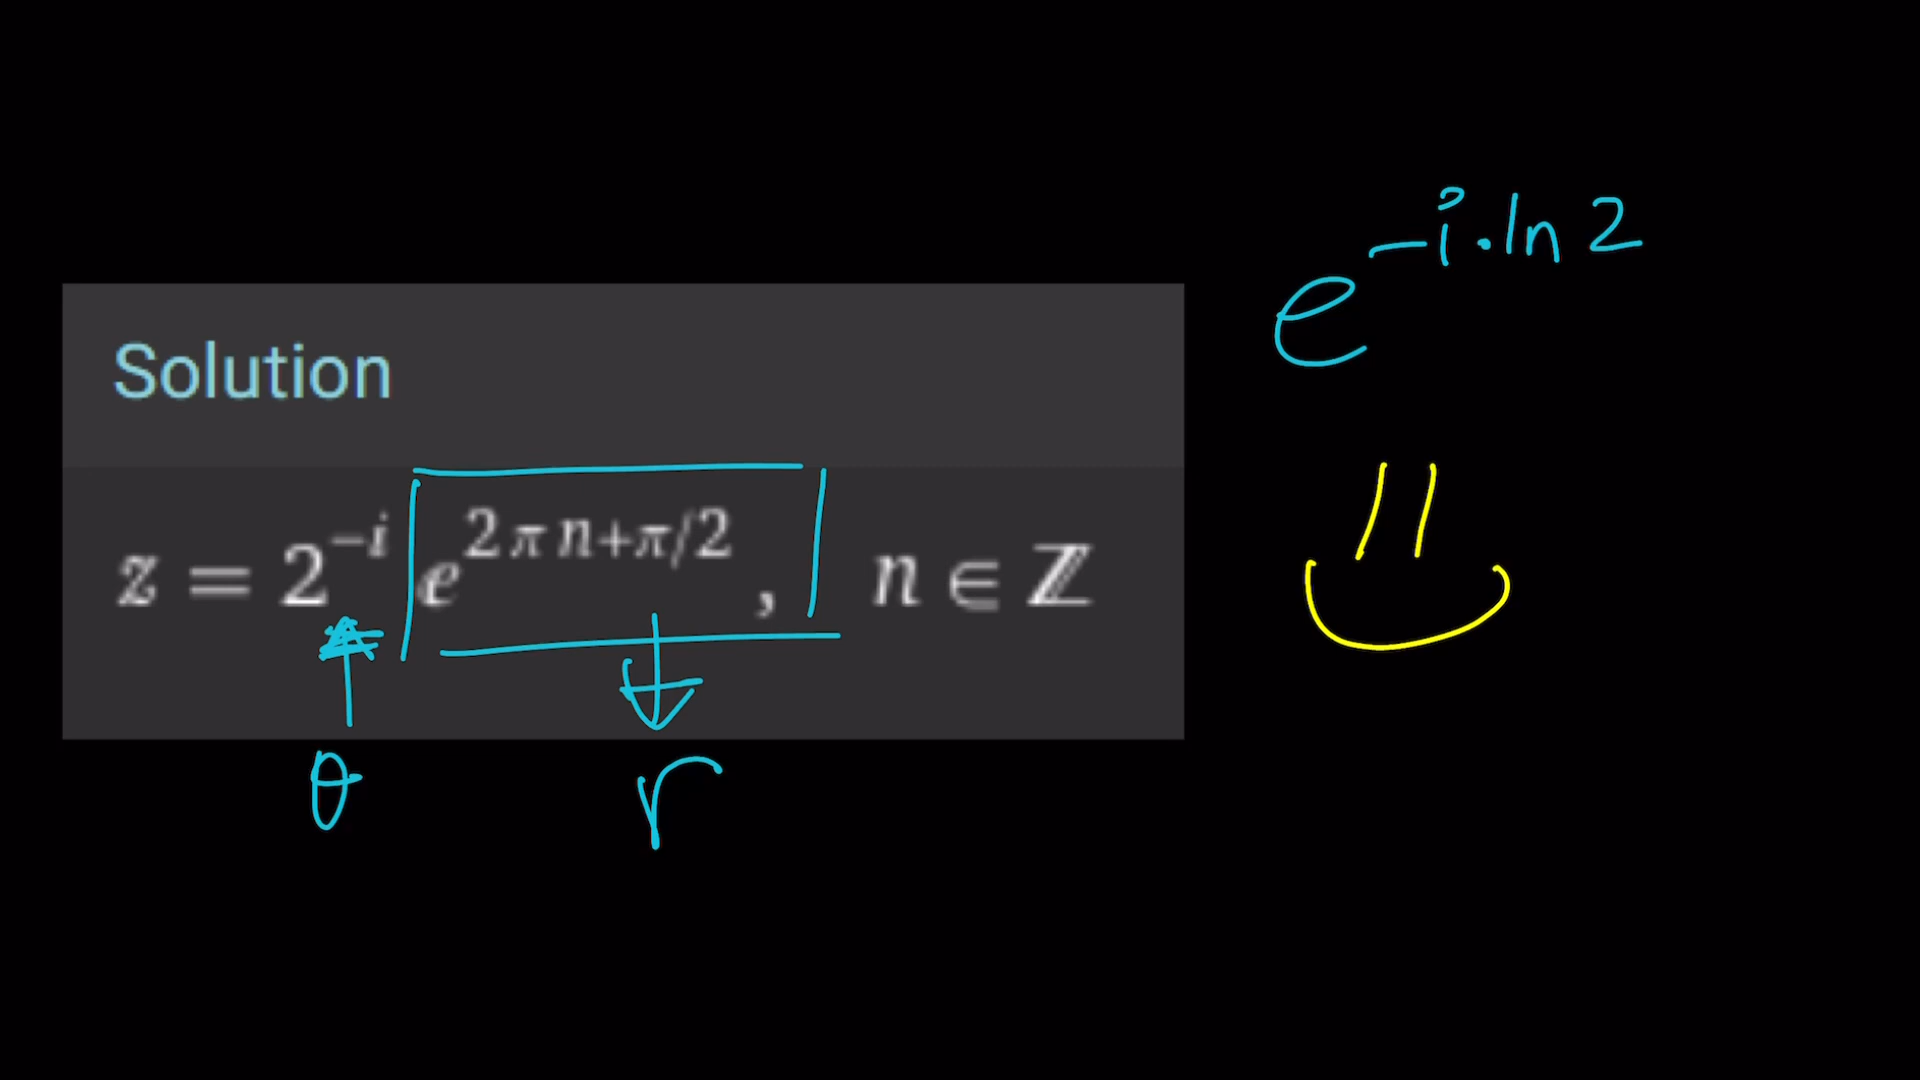 e^{-i·ln 2}
Solution
z = 2^{-i} e^{2πn+π/2}, n ∈ ℤ
θ r